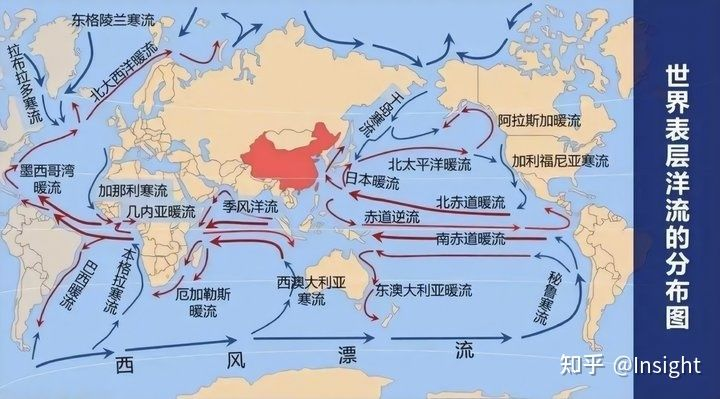 东格陵兰寒流
拉布拉多寒流
北大西洋暖流
千岛寒流
阿拉斯加暖流
北太平洋暖流
加利福尼亚寒流
墨西哥湾
暖流
日本暖流
加那利寒流
几内亚暖流
季风洋流
北赤道暖流
赤道逆流
南赤道暖流
巴西暖流
本格拉寒流
厄加勒斯
暖流
西澳大利亚
寒流
东澳大利亚暖流
秘鲁寒流
西风漂流
世界表层洋流的分布图
知乎 @Insight